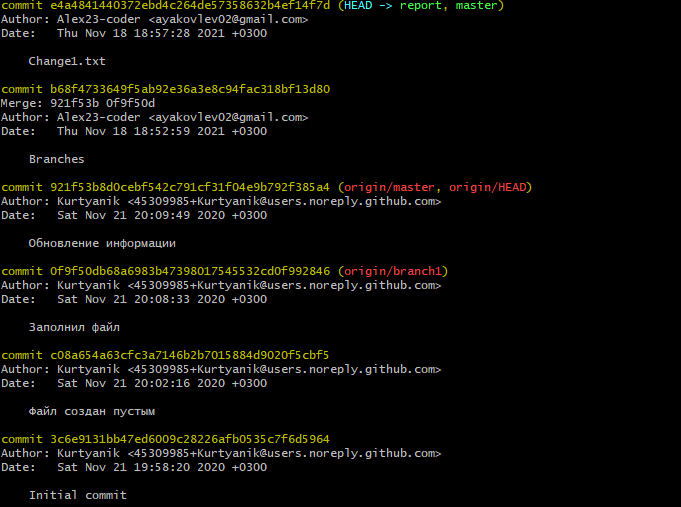 commit e4a4841440372ebd4c264de57358632b4ef14f7d (HEAD -> report, master)
Author: Alex23-coder <ayakovlev02@gmail.com>
Date:   Thu Nov 18 18:57:28 2021 +0300
Change1.txt
commit b68f4733649f5ab92e36a3e8c94fac318bf13d80
Merge: 921f53b 0f9f50d
Author: Alex23-coder <ayakovlev02@gmail.com>
Date:   Thu Nov 18 18:52:59 2021 +0300
Branches
commit 921f53b8d0cebf542c791cf31f04e9b792f385a4 (origin/master, origin/HEAD)
Author: Kurtyanik <45309985+Kurtyanik@users.noreply.github.com>
Date:   Sat Nov 21 20:09:49 2020 +0300
Обновление информации
commit 0f9f50db68a6983b47398017545532cd0f992846 (origin/branch1)
Author: Kurtyanik <45309985+Kurtyanik@users.noreply.github.com>
Date:   Sat Nov 21 20:08:33 2020 +0300
Заполнил файл
commit c08a654a63cfc3a7146b2b7015884d9020f5cbf5
Author: Kurtyanik <45309985+Kurtyanik@users.noreply.github.com>
Date:   Sat Nov 21 20:02:16 2020 +0300
Файл создан пустым
commit 3c6e9131bb47ed6009c28226afb0535c7f6d5964
Author: Kurtyanik <45309985+Kurtyanik@users.noreply.github.com>
Date:   Sat Nov 21 19:58:20 2020 +0300
Initial commit